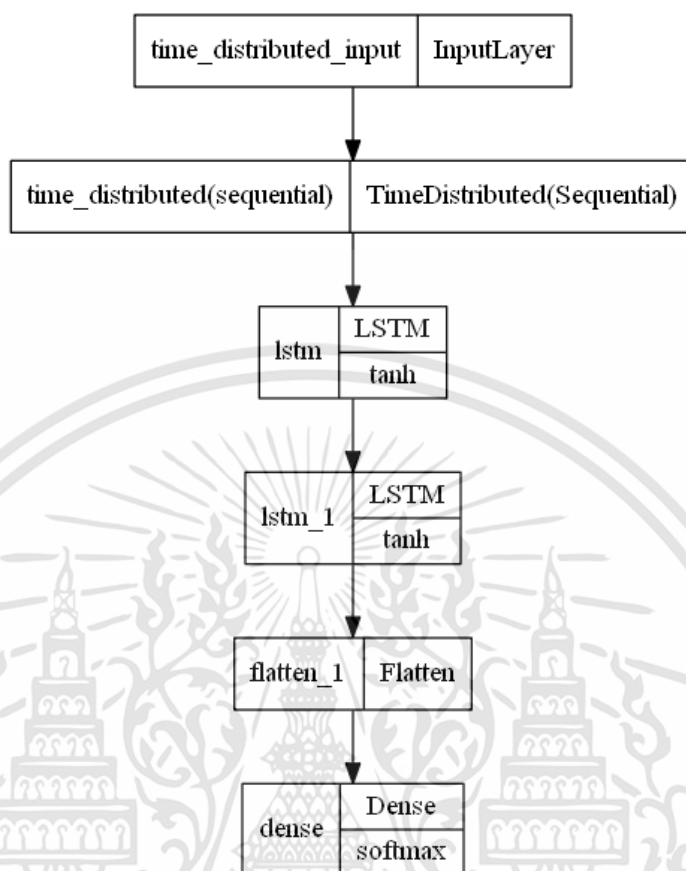 time_distributed_input InputLayer
time_distributed(sequential) TimeDistributed(Sequential)
lstm LSTM
tanh
lstm_1 LSTM
tanh
flatten_1 Flatten
dense Dense
softmax